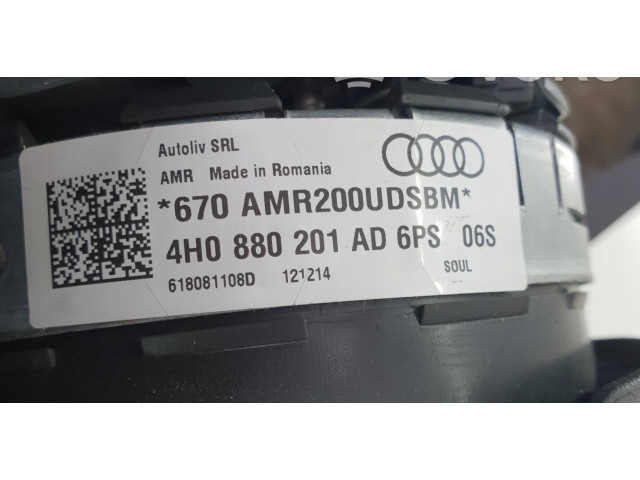 Autoliv SRL
AMR Made in Romania
*670 AMR200UDSBM*
4H0 880 201 AD 6PS 06S
618081108D 121214 SOUL